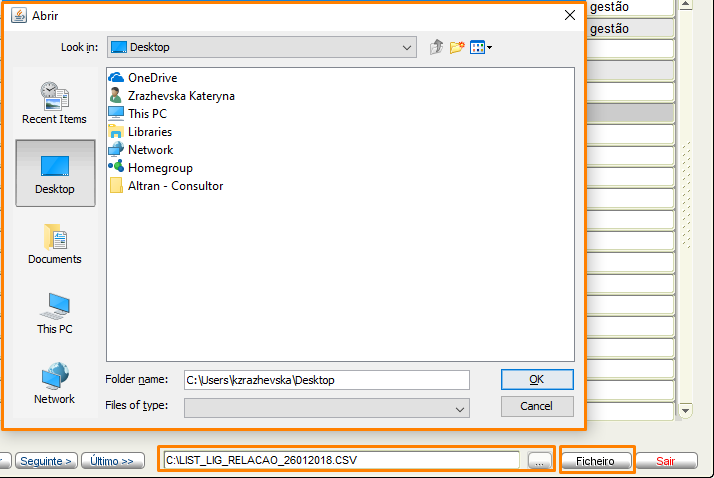 Abrir
gestão
gestão
Look in: Desktop
OneDrive
Zrazhevska Kateryna
This PC
Libraries
Network
Homegroup
Altran - Consultor
Recent Items
Desktop
Documents
This PC
Network
Folder name: C:\Users\kzrazhevska\Desktop OK
Files of type: Cancel
Seguinte > Último >> C:\LIST_LIG_RELACAO_26012018.CSV ... Ficheiro Sair